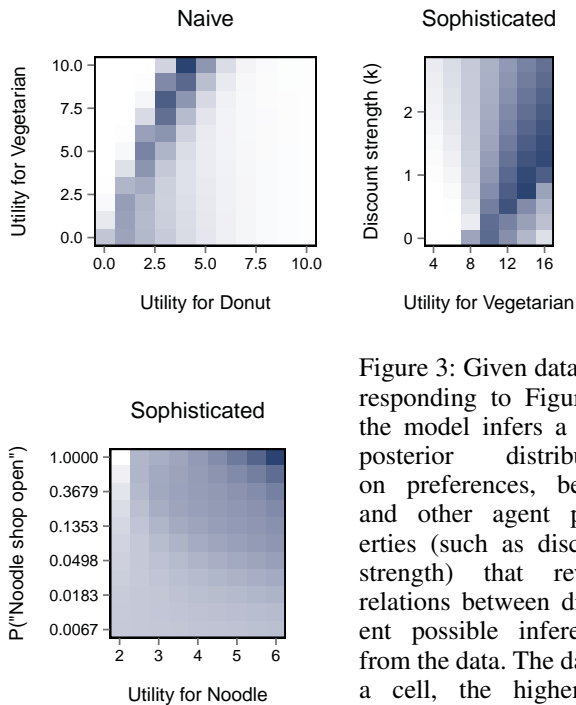 Naive
Utility for Vegetarian
10.0
7.5
5.0
2.5
0.0
0.0 2.5 5.0 7.5 10.0
Utility for Donut
Sophisticated
Discount strength (k)
2
1
0
4 8 12 16
Utility for Vegetarian
Sophisticated
P("Noodle shop open")
1.0000
0.3679
0.1353
0.0498
0.0183
0.0067
2 3 4 5 6
Utility for Noodle
Figure 3: Given data
responding to Figur
the model infers a
posterior distribu
on preferences, be
and other agent p
erties (such as disc
strength) that rev
relations between di
ent possible infere
from the data. The da
a cell, the higher